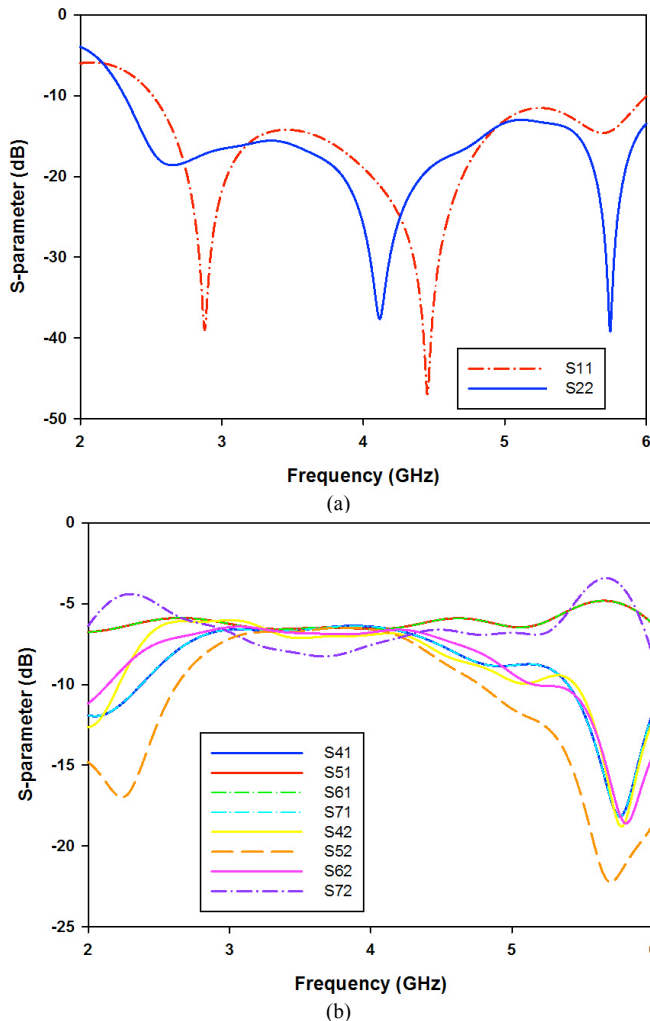 0
-10
-20
-30
-40
-50
S-parameter (dB)
S11
S22
2
3
4
5
6
Frequency (GHz)
(a)
0
-5
-10
-15
-20
-25
S-parameter (dB)
S41
S51
S61
S71
S42
S52
S62
S72
2
3
4
5
6
Frequency (GHz)
(b)